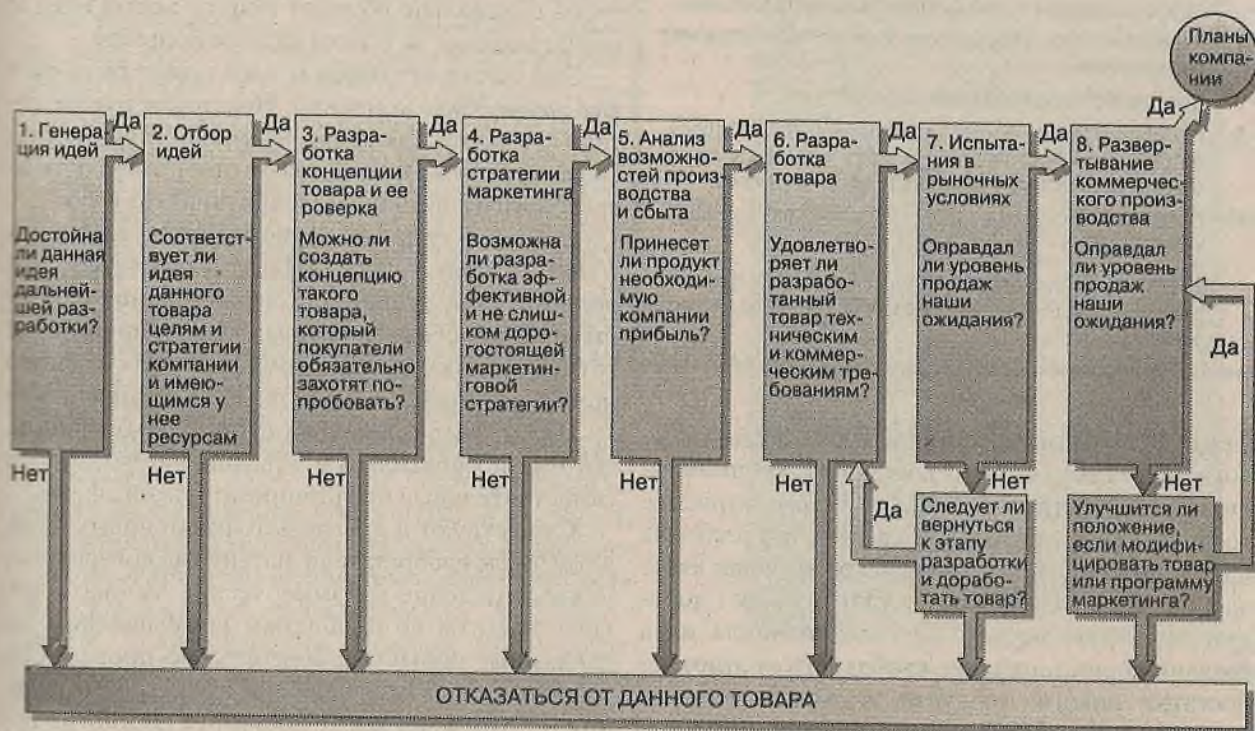 Планы
компа-
нии
Да
1. Генера
ция идей
Достойна
ли данная
идея
дальней-
шей раз-
работки?
Нет
Да
2. Отбор
идей
Соответст-
вует ли
идея
данного
товара
целям и
стратегии
компании
и имею-
щимся у
нее
ресурсам
Нет
Да
3. Разра-
ботка
концепции
товара и ее
роверка
Можно ли
создать
концепцию
такого
товара,
который
покупатели
обязательно
захотят по-
пробовать?
Нет
Да
4. Разра-
ботка
стратегии
маркетинга
Возможна
ли разра-
ботка эф-
фективной
и не слиш-
ком доро-
гостоящей
маркетин-
говой
стратегии?
Нет
Да
5. Анализ
возможно-
стей произ-
водства
и сбыта
Принесет
ли продукт
необходи-
мую
компании
прибыль?
Нет
Да
6. Разра-
ботка
товара
Удовлетво-
ряет ли
разрабо-
танный
товар тех-
ническим
и коммер-
ческим тре-
бованиям?
Нет
Да
7. Испыта-
ния в
рыночных
условиях
Оправдал
ли уровень
продаж
наши
ожидания?
Нет
Да
Следует ли
вернуться
к этапу
разработки
и дорабо-
тать товар?
Да
8. Развер-
тывание
коммерчес-
кого произ-
водства
Оправдал
ли уровень
продаж
наши
ожидания?
Нет
Да
Улучшится ли
положение,
если модифи-
цировать товар
или программу
маркетинга?
ОТКАЗАТЬСЯ ОТ ДАННОГО ТОВАРА